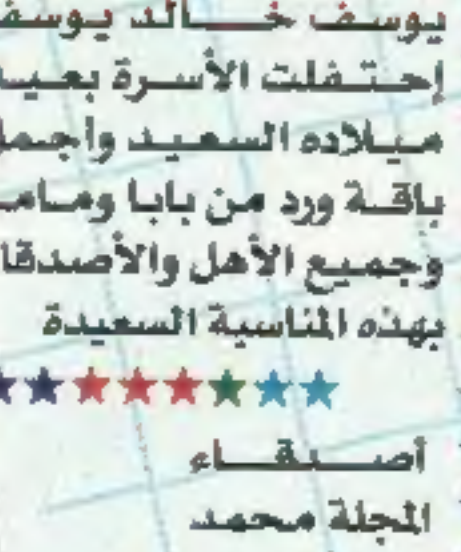 يوسف خالد يوسف
إحتفلت الأسرة بعيد
ميلاده السعيد وأجمل
باقة ورد من بابا وماما
وجميع الأهل والأصدقاء
بهذه المناسبة السعيدة
أصدقاء
المجلة محمد